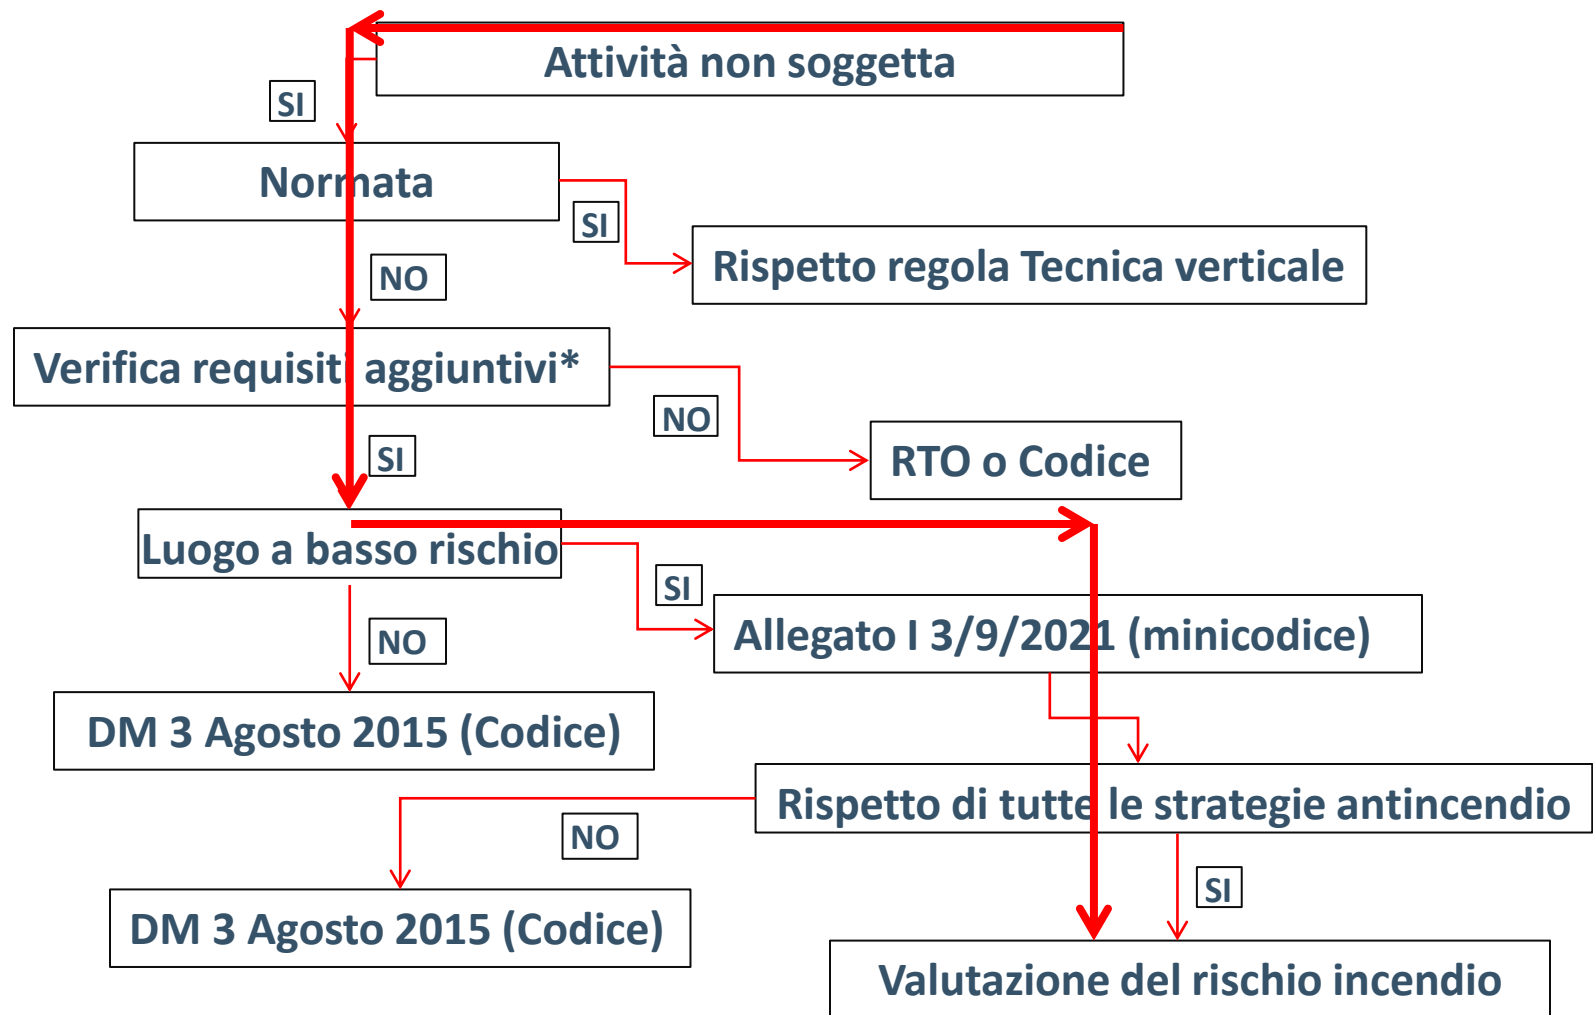 Attività non soggetta
SI
Normata
SI
Rispetto regola Tecnica verticale
NO
Verifica requisiti aggiuntivi*
NO
RTO o Codice
SI
Luogo a basso rischio
SI
Allegato I 3/9/2021 (minicodice)
NO
DM 3 Agosto 2015 (Codice)
Rispetto di tutte le strategie antincendio
NO
SI
DM 3 Agosto 2015 (Codice)
Valutazione del rischio incendio